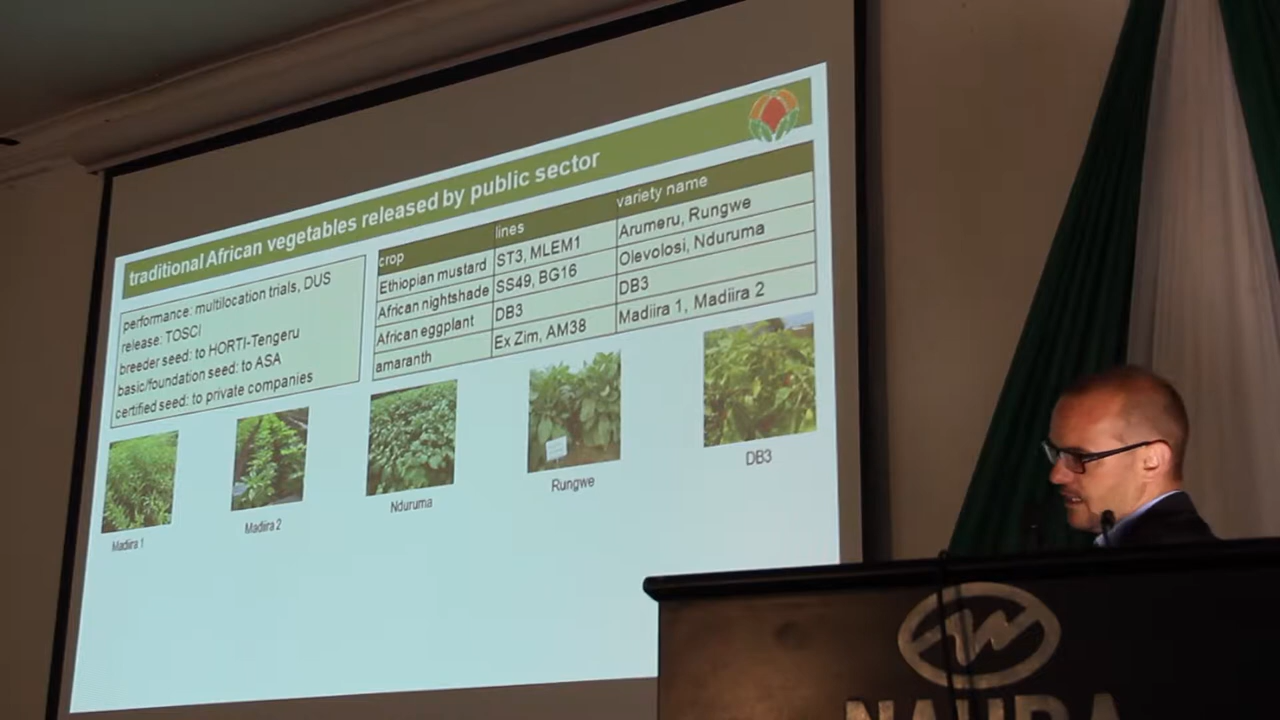 traditional African vegetables released by public sector
performance: multilocation trials, DUS
release: TOSCI
breeder seed: to HORTI-Tengeru
basic/foundation seed: to ASA
certified seed: to private companies
crop lines variety name
Ethiopian mustard ST3, MLEM1 Arumeru, Rungwe
African nightshade SS49, BG16 Olevolosi, Nduruma
African eggplant DB3 DB3
amaranth Ex Zim, AM38 Madiira 1, Madiira 2
Madiira 1
Madiira 2
Nduruma
Rungwe
DB3